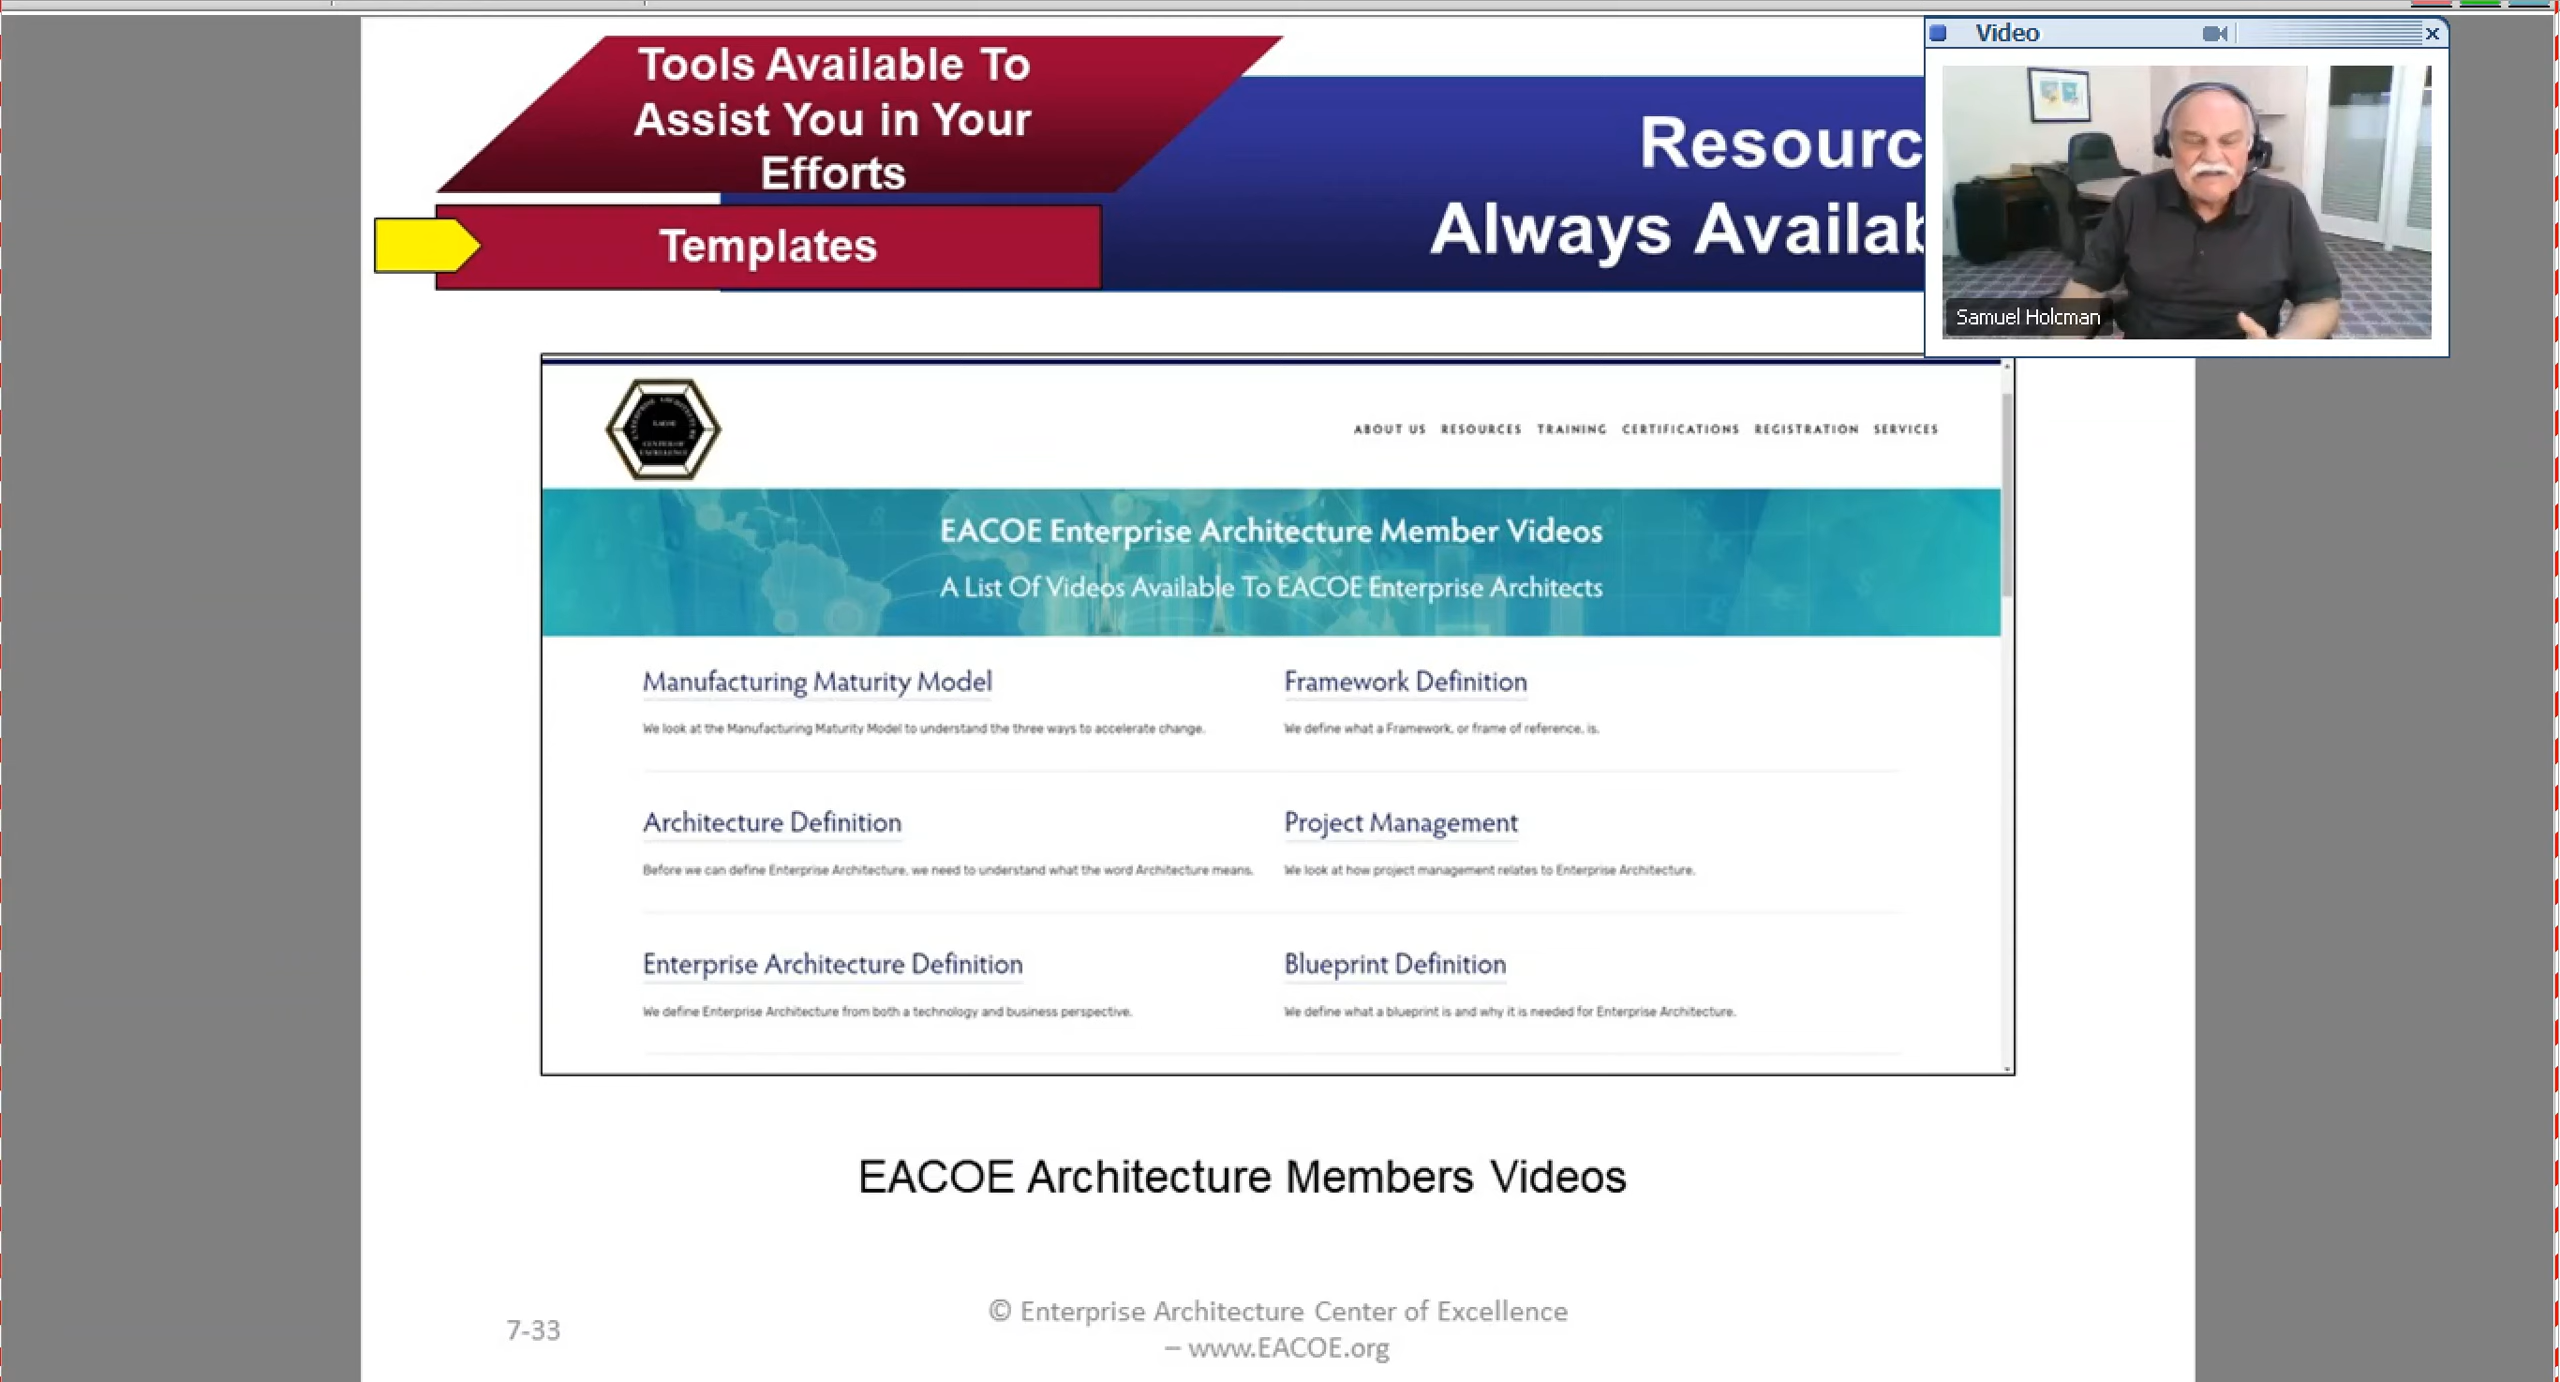 Tools Available To
Assist You in Your
Efforts
Templates
Resourc
Always Availab
Video
Samuel Holcman
ENTERPRISE ARCHITECTURE
EACOE
CENTER OF
EXCELLENCE
ABOUT US RESOURCES TRAINING CERTIFICATIONS REGISTRATION SERVICES
EACOE Enterprise Architecture Member Videos
A List Of Videos Available To EACOE Enterprise Architects
Manufacturing Maturity Model
We look at the Manufacturing Maturity Model to understand the three ways to accelerate change.
Framework Definition
We define what a Framework, or frame of reference, is.
Architecture Definition
Before we can define Enterprise Architecture, we need to understand what the word Architecture means.
Project Management
We look at how project management relates to Enterprise Architecture.
Enterprise Architecture Definition
We define Enterprise Architecture from both a technology and business perspective.
Blueprint Definition
We define what a blueprint is and why it is needed for Enterprise Architecture.
EACOE Architecture Members Videos
7-33
© Enterprise Architecture Center of Excellence
– www.EACOE.org